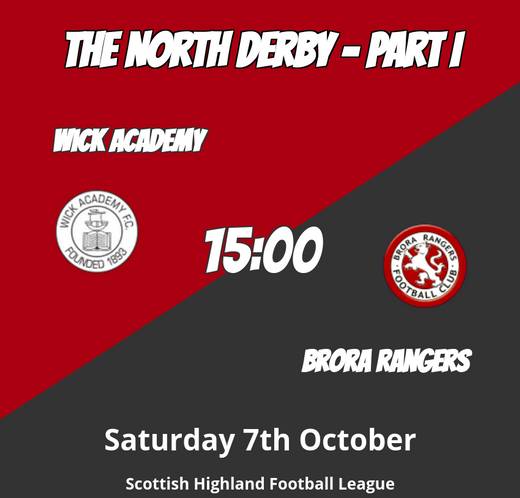 THE NORTH DERBY - PART I
WICK ACADEMY
WICK ACADEMY F.C.
FOUNDED 1893
15:00
BRORA RANGERS
FOOTBALL CLUB
BRORA RANGERS
Saturday 7th October
Scottish Highland Football League